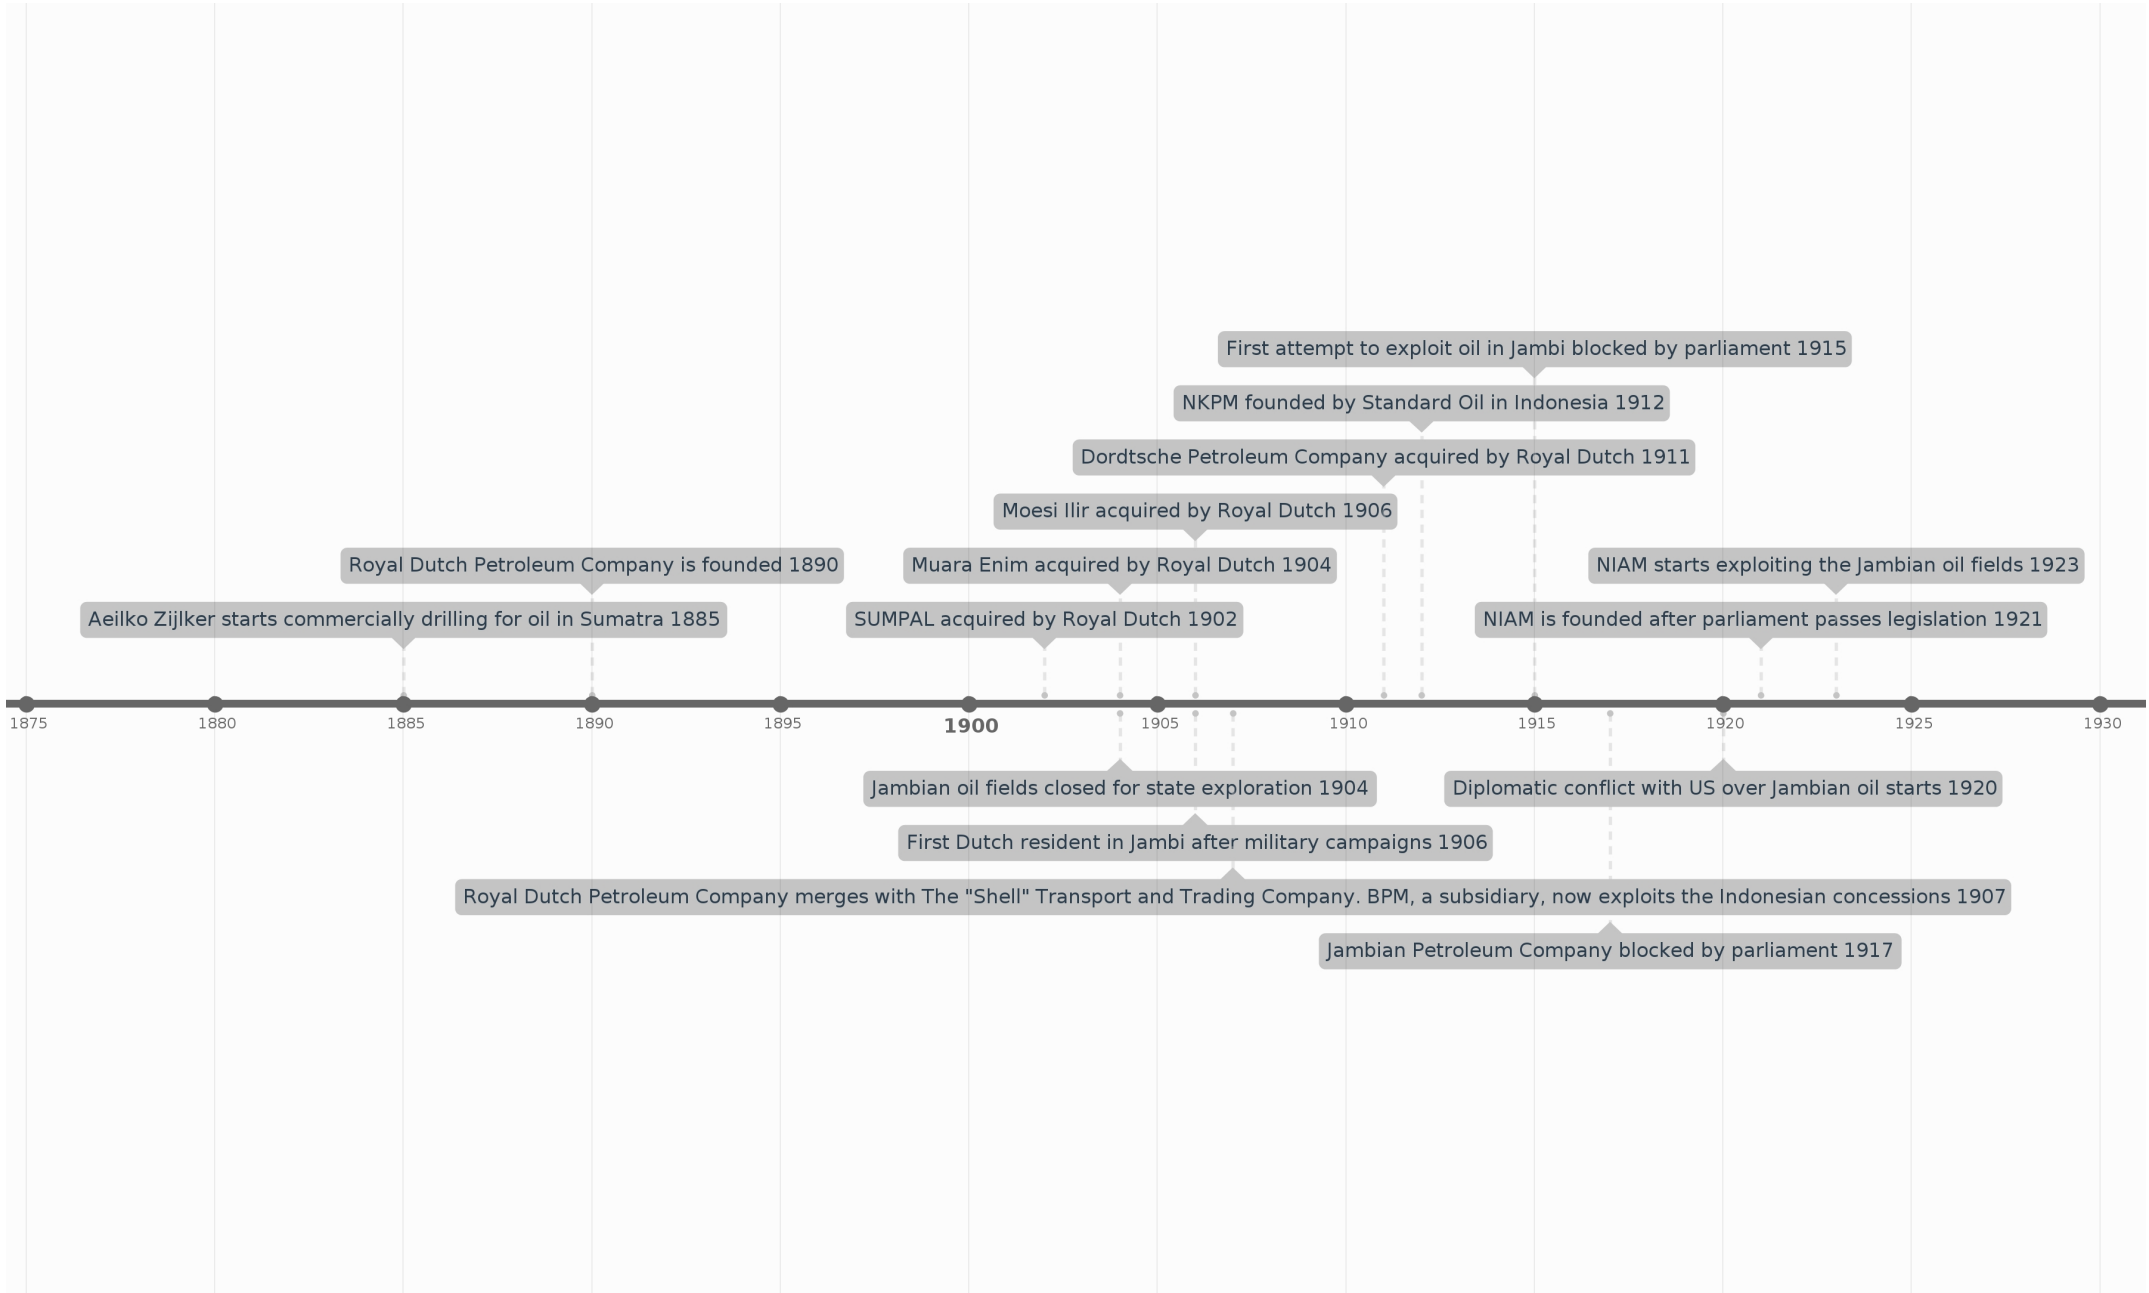 First attempt to exploit oil in Jambi blocked by parliament 1915
NKPM founded by Standard Oil in Indonesia 1912
Dordtsche Petroleum Company acquired by Royal Dutch 1911
Moesi Ilir acquired by Royal Dutch 1906
Royal Dutch Petroleum Company is founded 1890
Muara Enim acquired by Royal Dutch 1904
NIAM starts exploiting the Jambian oil fields 1923
Aeilko Zijlker starts commercially drilling for oil in Sumatra 1885
SUMPAL acquired by Royal Dutch 1902
NIAM is founded after parliament passes legislation 1921
1875 1880 1885 1890 1895 1900 1905 1910 1915 1920 1925 1930
Jambian oil fields closed for state exploration 1904
Diplomatic conflict with US over Jambian oil starts 1920
First Dutch resident in Jambi after military campaigns 1906
Royal Dutch Petroleum Company merges with The "Shell" Transport and Trading Company. BPM, a subsidiary, now exploits the Indonesian concessions 1907
Jambian Petroleum Company blocked by parliament 1917